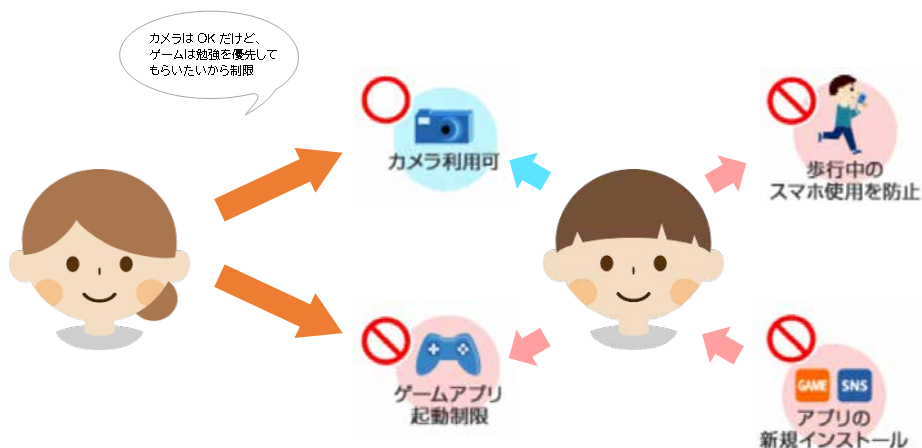 カメラは OK だけど、
ゲームは勉強を優先して
もらいたいから制限
カメラ利用可
歩行中の
スマホ使用を防止
ゲームアプリ
起動制限
GAME SNS
アプリの
新規インストール